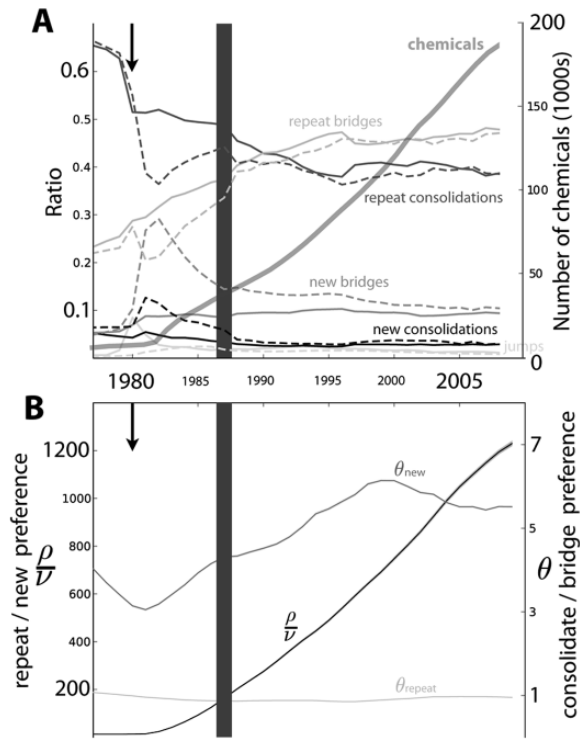 A
200
chemicals
0.6
repeat bridges
150
0.5
0.4
100
repeat consolidations
0.3
new bridges
50
0.2
0.1
new consolidations
jumps
0
Ratio
Number of chemicals (1000s)
1980
1985
1990
1995
2000
2005
B
1200
7
θnew
1000
5
800
600
3
400
ρ/ν
200
θrepeat
1
repeat / new preference
ρ/ν
θ
consolidate / bridge preference